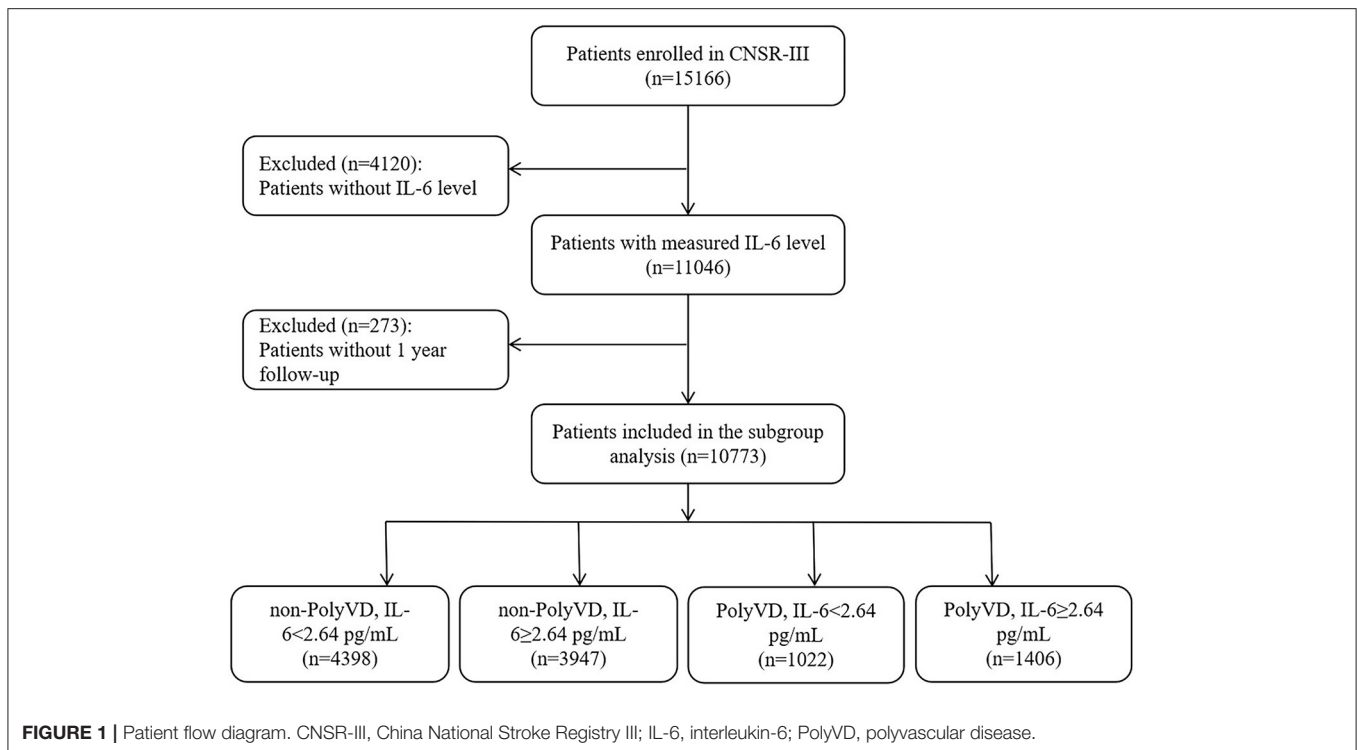 Patients enrolled in CNSR-III
(n=15166)
Excluded (n=4120):
Patients without IL-6 level
Patients with measured IL-6 level
(n=11046)
Excluded (n=273):
Patients without 1 year
follow-up
Patients included in the subgroup
analysis (n=10773)
non-PolyVD, IL-
6<2.64 pg/mL
(n=4398)
non-PolyVD, IL-
6≥2.64 pg/mL
(n=3947)
PolyVD, IL-6<2.64
pg/mL
(n=1022)
PolyVD, IL-6≥2.64
pg/mL
(n=1406)
FIGURE 1 | Patient flow diagram. CNSR-III, China National Stroke Registry III; IL-6, interleukin-6; PolyVD, polyvascular disease.